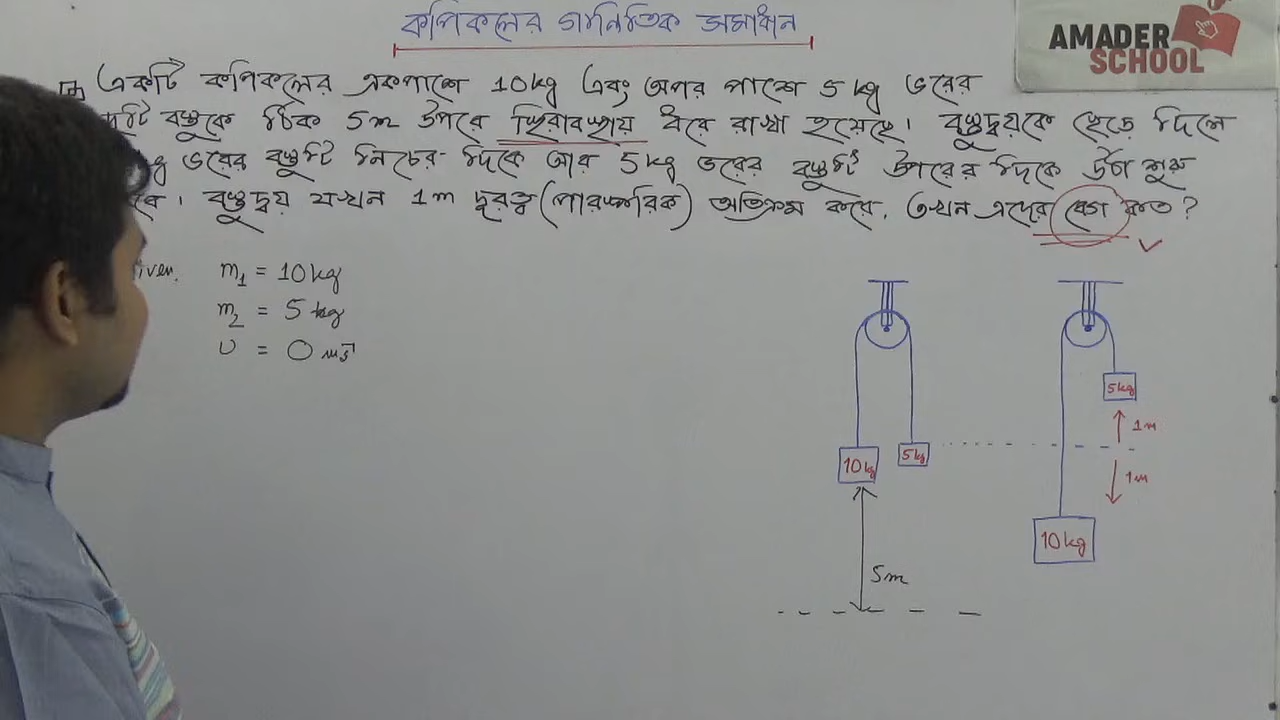 কপিকলের গানিতিক সমাধান
AMADER
SCHOOL
একটি কপিকলের একপাশে 10kg এবং অপর পাশে 5kg ভরের
বস্তুকে ঠিক 5m উপরে স্থিরাবস্থায় ধরে রাখা হয়েছে। বস্তুদ্বয়কে ছেড়ে দিলে
ভরের বস্তুটি নিচের দিকে আর 5kg ভরের বস্তুটি উপরের দিকে উঠা শুরু
বস্তুদ্বয় যখন 1m দূরত্ব (পারস্পরিক) অতিক্রম করে, তখন এদের বেগ কত?
m₁ = 10kg
m₂ = 5kg
u = 0 ms⁻¹
10kg
5kg
5m
5kg
1m
1m
10kg